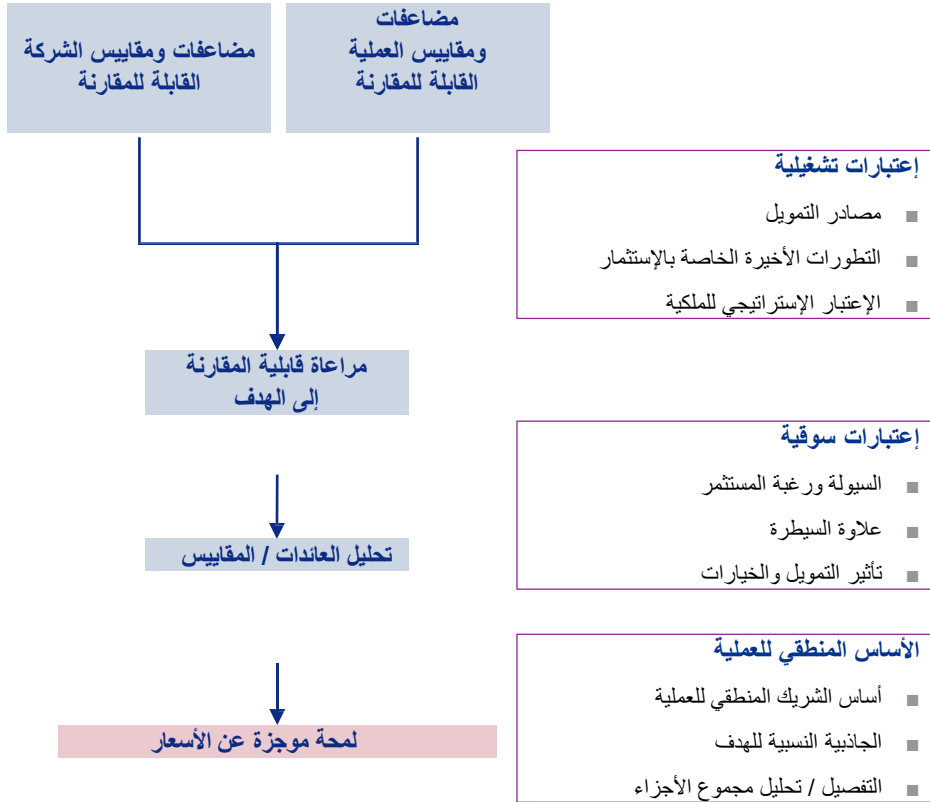 مضاعفات
ومقاييس العملية
القابلة للمقارنة
مضاعفات ومقاييس الشركة
القابلة للمقارنة
إعتبارات تشغيلية
مصادر التمويل
التطورات الأخيرة الخاصة بالإستثمار
الإعتبار الإستراتيجي للملكية
مراعاة قابلية المقارنة
إلى الهدف
إعتبارات سوقية
السيولة ورغبة المستثمر
علاوة السيطرة
تأثير التمويل والخيارات
تحليل العائدات / المقاييس
الأساس المنطقي للعملية
أساس الشريك المنطقي للعملية
الجاذبية النسبية للهدف
التفصيل / تحليل مجموع الأجزاء
لمحة موجزة عن الأسعار